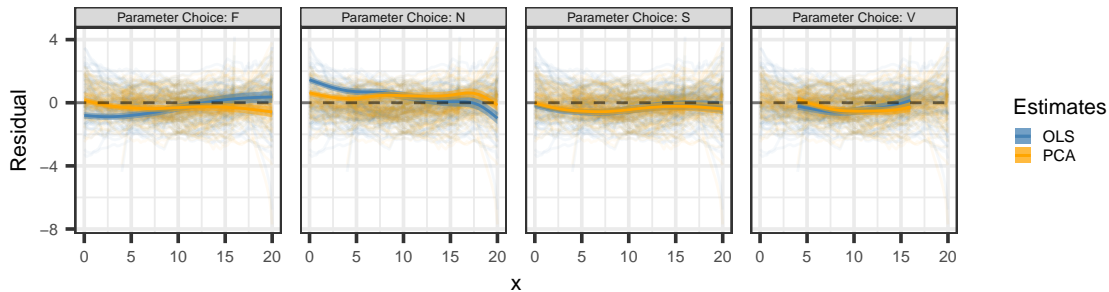 Parameter Choice: F
Parameter Choice: N
Parameter Choice: S
Parameter Choice: V
4
0
−4
−8
Residual
0 5 10 15 20
0 5 10 15 20
0 5 10 15 20
0 5 10 15 20
x
Estimates
OLS
PCA